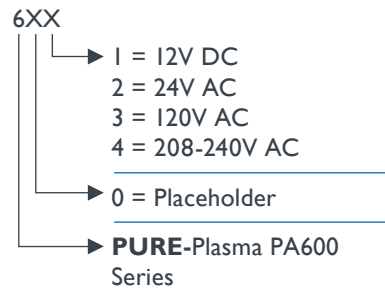 6XX
1 = 12V DC
2 = 24V AC
3 = 120V AC
4 = 208-240V AC
0 = Placeholder
PURE-Plasma PA600
Series